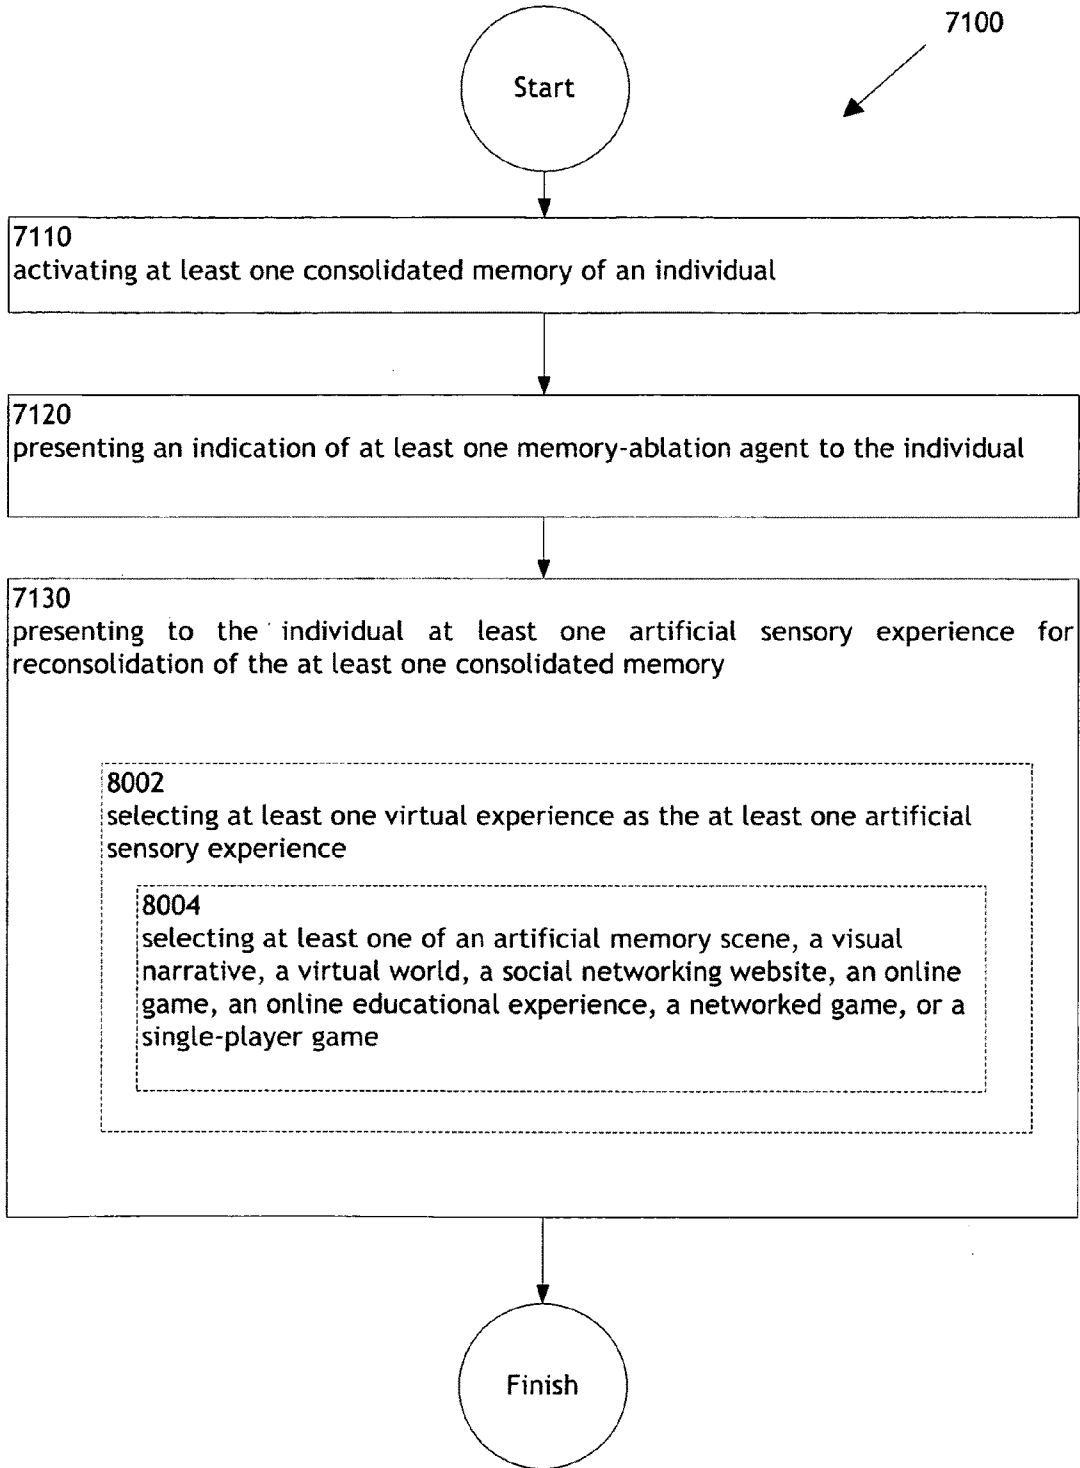 7100
Start
7110
activating at least one consolidated memory of an individual
7120
presenting an indication of at least one memory-ablation agent to the individual
7130
presenting to the individual at least one artificial sensory experience for
reconsolidation of the at least one consolidated memory
8002
selecting at least one virtual experience as the at least one artificial
sensory experience
8004
selecting at least one of an artificial memory scene, a visual
narrative, a virtual world, a social networking website, an online
game, an online educational experience, a networked game, or a
single-player game
Finish